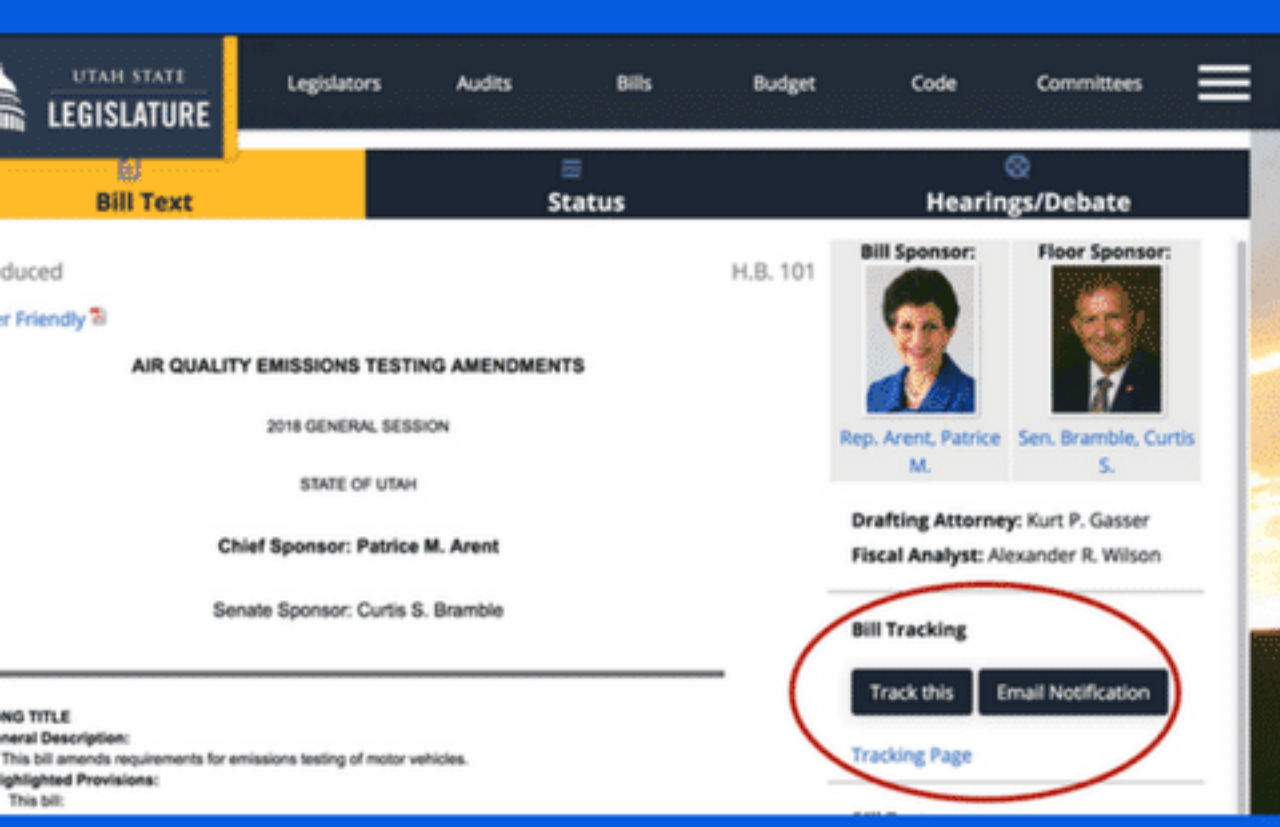 UTAH STATE
LEGISLATURE
Legislators
Audits
Bills
Budget
Code
Committees
Bill Text
Status
Hearings/Debate
duced
H.B. 101
er Friendly
AIR QUALITY EMISSIONS TESTING AMENDMENTS
2018 GENERAL SESSION
STATE OF UTAH
Chief Sponsor: Patrice M. Arent
Senate Sponsor: Curtis S. Bramble
NG TITLE
neral Description:
This bill amends requirements for emissions testing of motor vehicles.
ighlighted Provisions:
This bill:
Bill Sponsor:
Rep. Arent, Patrice
M.
Floor Sponsor:
Sen. Bramble, Curtis
S.
Drafting Attorney: Kurt P. Gasser
Fiscal Analyst: Alexander R. Wilson
Bill Tracking
Track this
Email Notification
Tracking Page